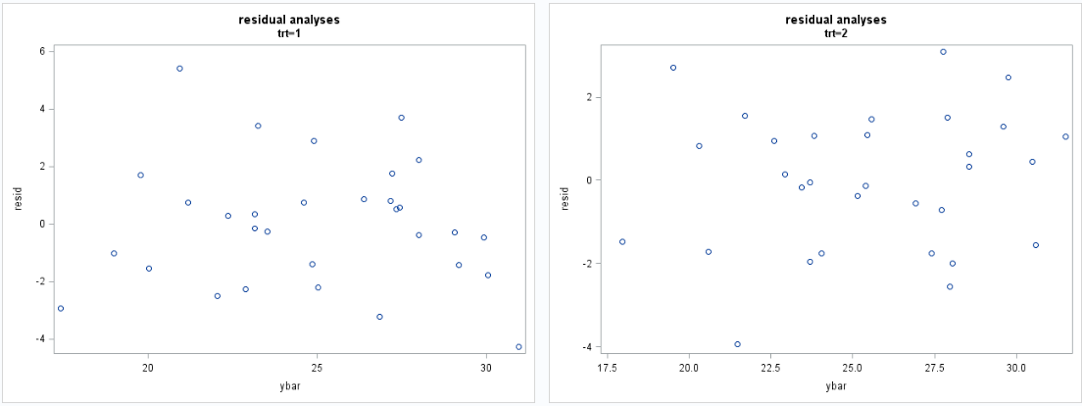 residual analyses
trt=1
resid
6
4
2
0
-2
-4
20
25
30
ybar
residual analyses
trt=2
resid
2
0
-2
-4
17.5
20.0
22.5
25.0
27.5
30.0
ybar